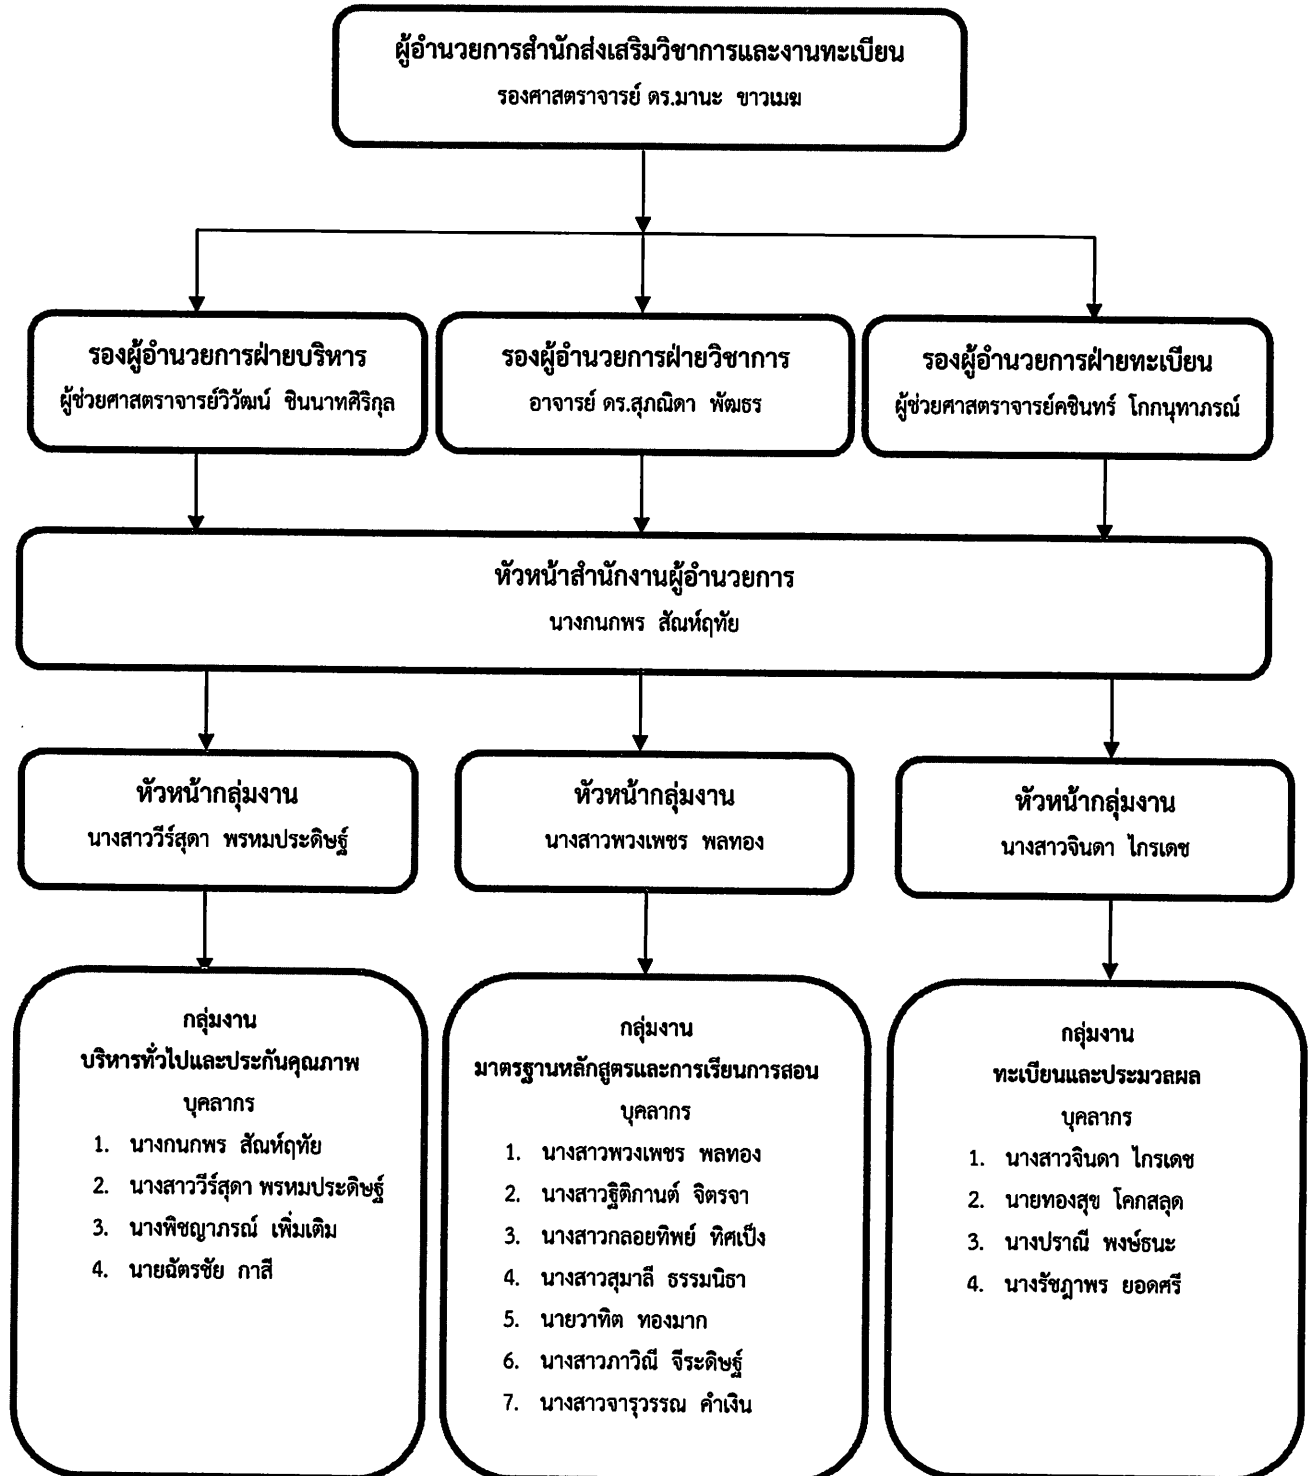 ผู้อำนวยการสำนักส่งเสริมวิชาการและงานทะเบียน
รองศาสตราจารย์ ดร.มานะ ขาวเมฆ
รองผู้อำนวยการฝ่ายบริหาร
ผู้ช่วยศาสตราจารย์วิวัฒน์ ชินนาทศิริกุล
รองผู้อำนวยการฝ่ายวิชาการ
อาจารย์ ดร.สุภณิดา พัฒธร
รองผู้อำนวยการฝ่ายทะเบียน
ผู้ช่วยศาสตราจารย์คชินทร์ โกกนุทาภรณ์
หัวหน้าสำนักงานผู้อำนวยการ
นางกนกพร สัณห์ฤทัย
หัวหน้ากลุ่มงาน
นางสาววีร์สุดา พรหมประดิษฐ์
หัวหน้ากลุ่มงาน
นางสาวพวงเพชร พลทอง
หัวหน้ากลุ่มงาน
นางสาวจินดา ไกรเดช
กลุ่มงาน
บริหารทั่วไปและประกันคุณภาพ
บุคลากร
1. นางกนกพร สัณห์ฤทัย
2. นางสาววีร์สุดา พรหมประดิษฐ์
3. นางพิชญาภรณ์ เพิ่มเติม
4. นายฉัตรชัย กาสี
กลุ่มงาน
มาตรฐานหลักสูตรและการเรียนการสอน
บุคลากร
1. นางสาวพวงเพชร พลทอง
2. นางสาวฐิติกานต์ จิตรจา
3. นางสาวกลอยทิพย์ ทิศเป็ง
4. นางสาวสุมาลี ธรรมนิธา
5. นายวาทิต ทองมาก
6. นางสาวภาวิณี จีระดิษฐ์
7. นางสาวจารุวรรณ คำเงิน
กลุ่มงาน
ทะเบียนและประมวลผล
บุคลากร
1. นางสาวจินดา ไกรเดช
2. นายทองสุข โคกสลุด
3. นางปราณี พงษ์ธนะ
4. นางรัชฎาพร ยอดศรี